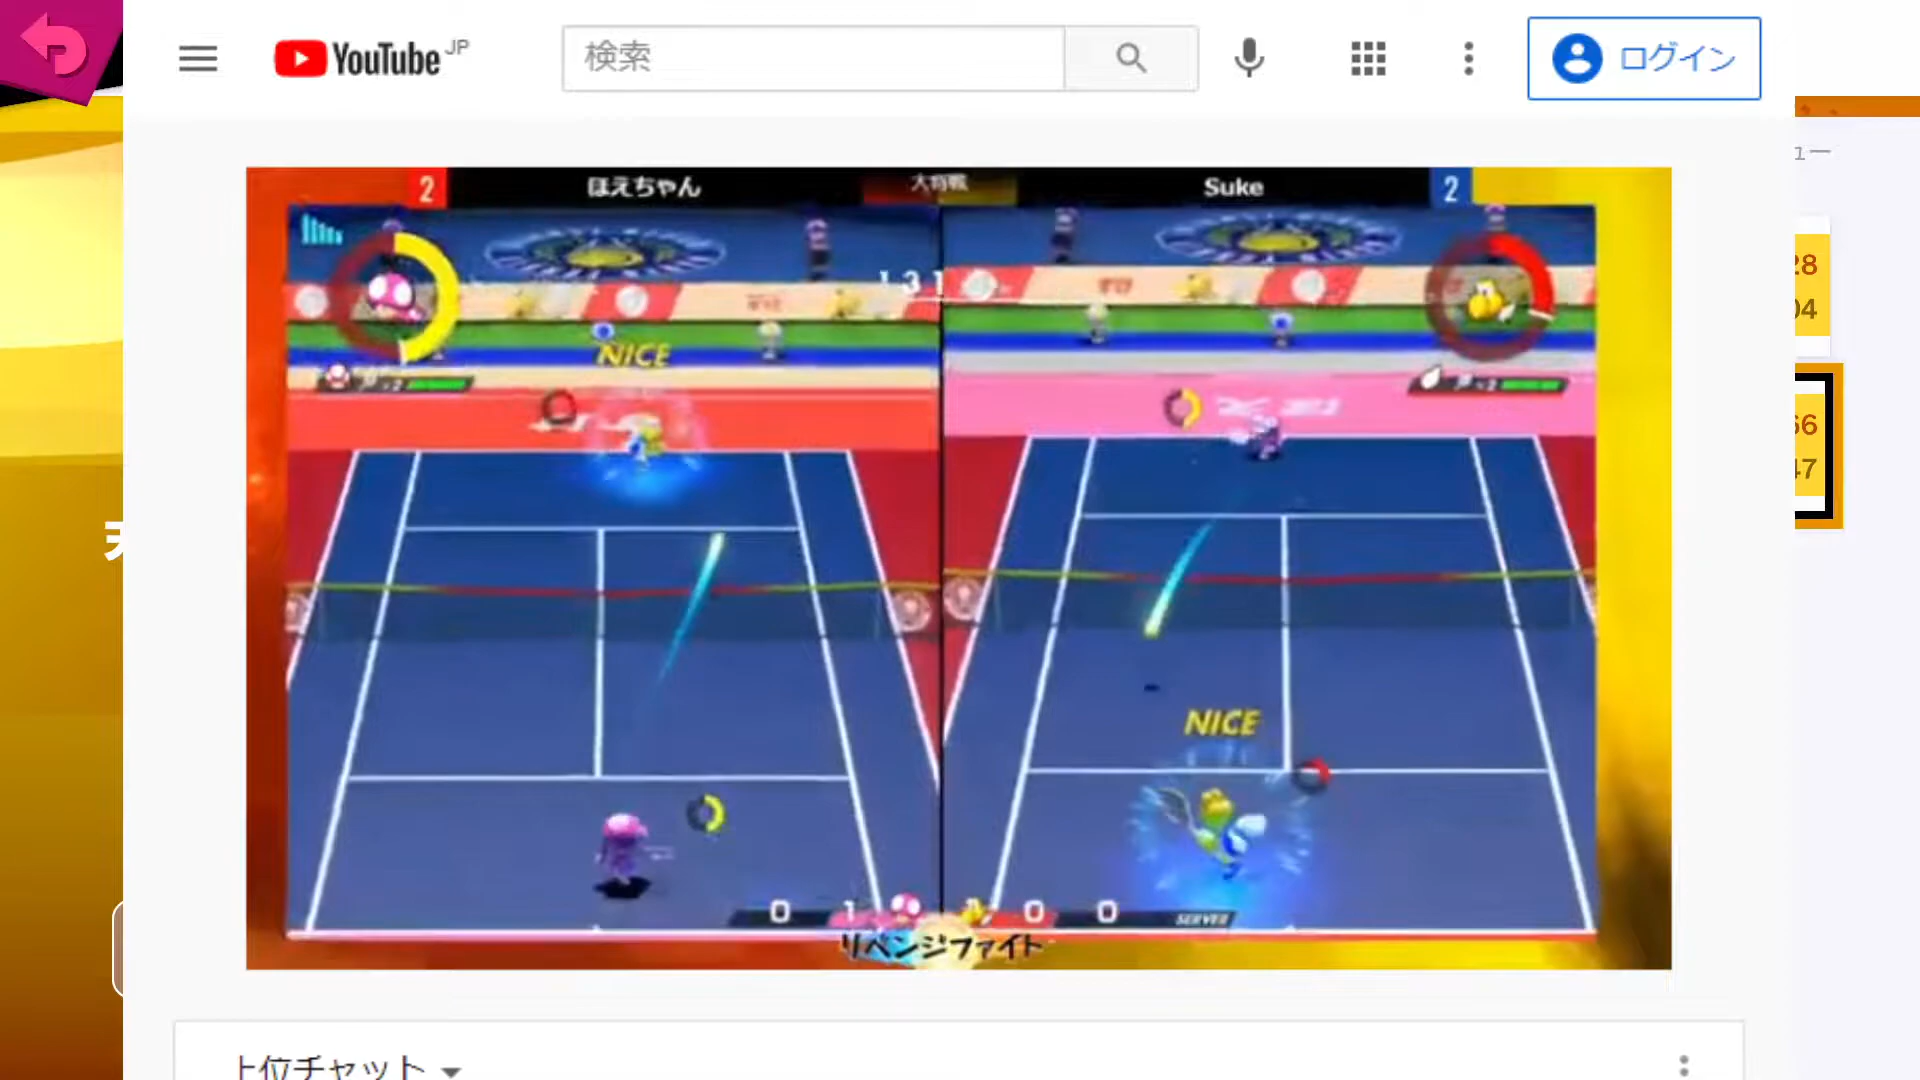 YouTube JP
検索
ログイン
2 ほえちゃん 大将戦 Suke 2
131
NICE
NICE
0 1 0 0 SERVER
リベンジファイト
上位チャット